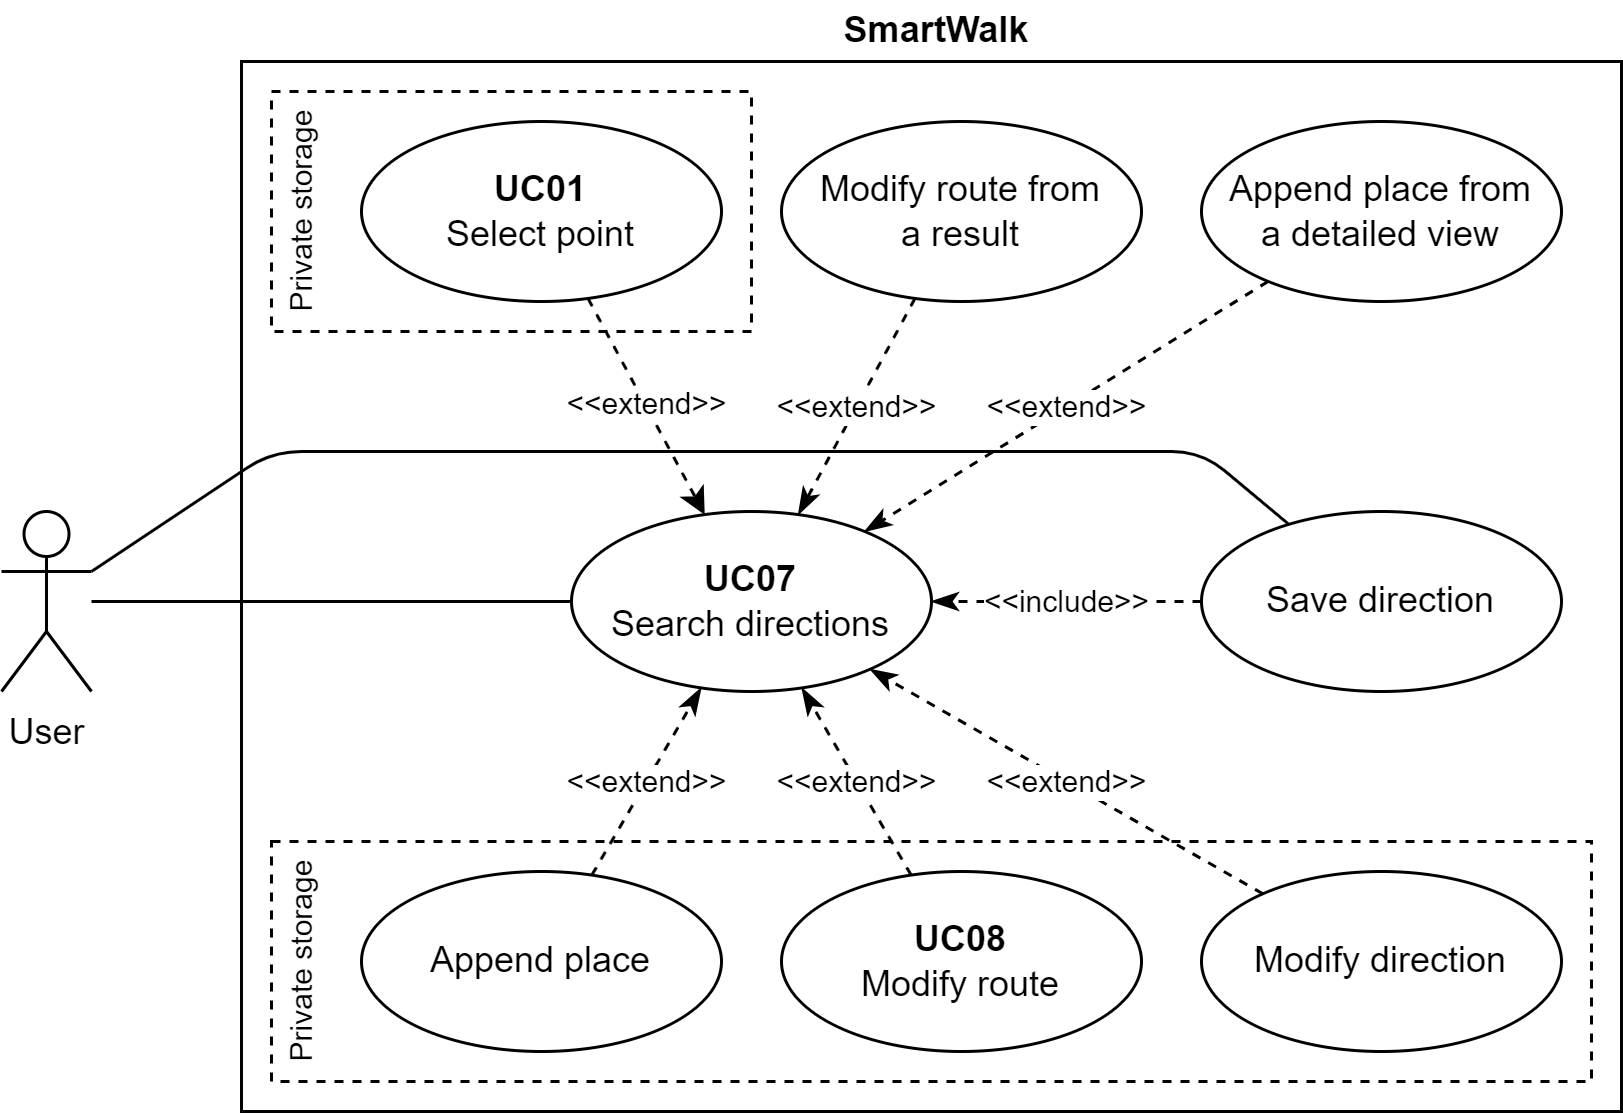 SmartWalk
Private storage
UC01
Select point
Modify route from
a result
Append place from
a detailed view
<<extend>>
<<extend>>
<<extend>>
User
UC07
Search directions
<<include>>
Save direction
<<extend>>
<<extend>>
<<extend>>
Private storage
Append place
UC08
Modify route
Modify direction